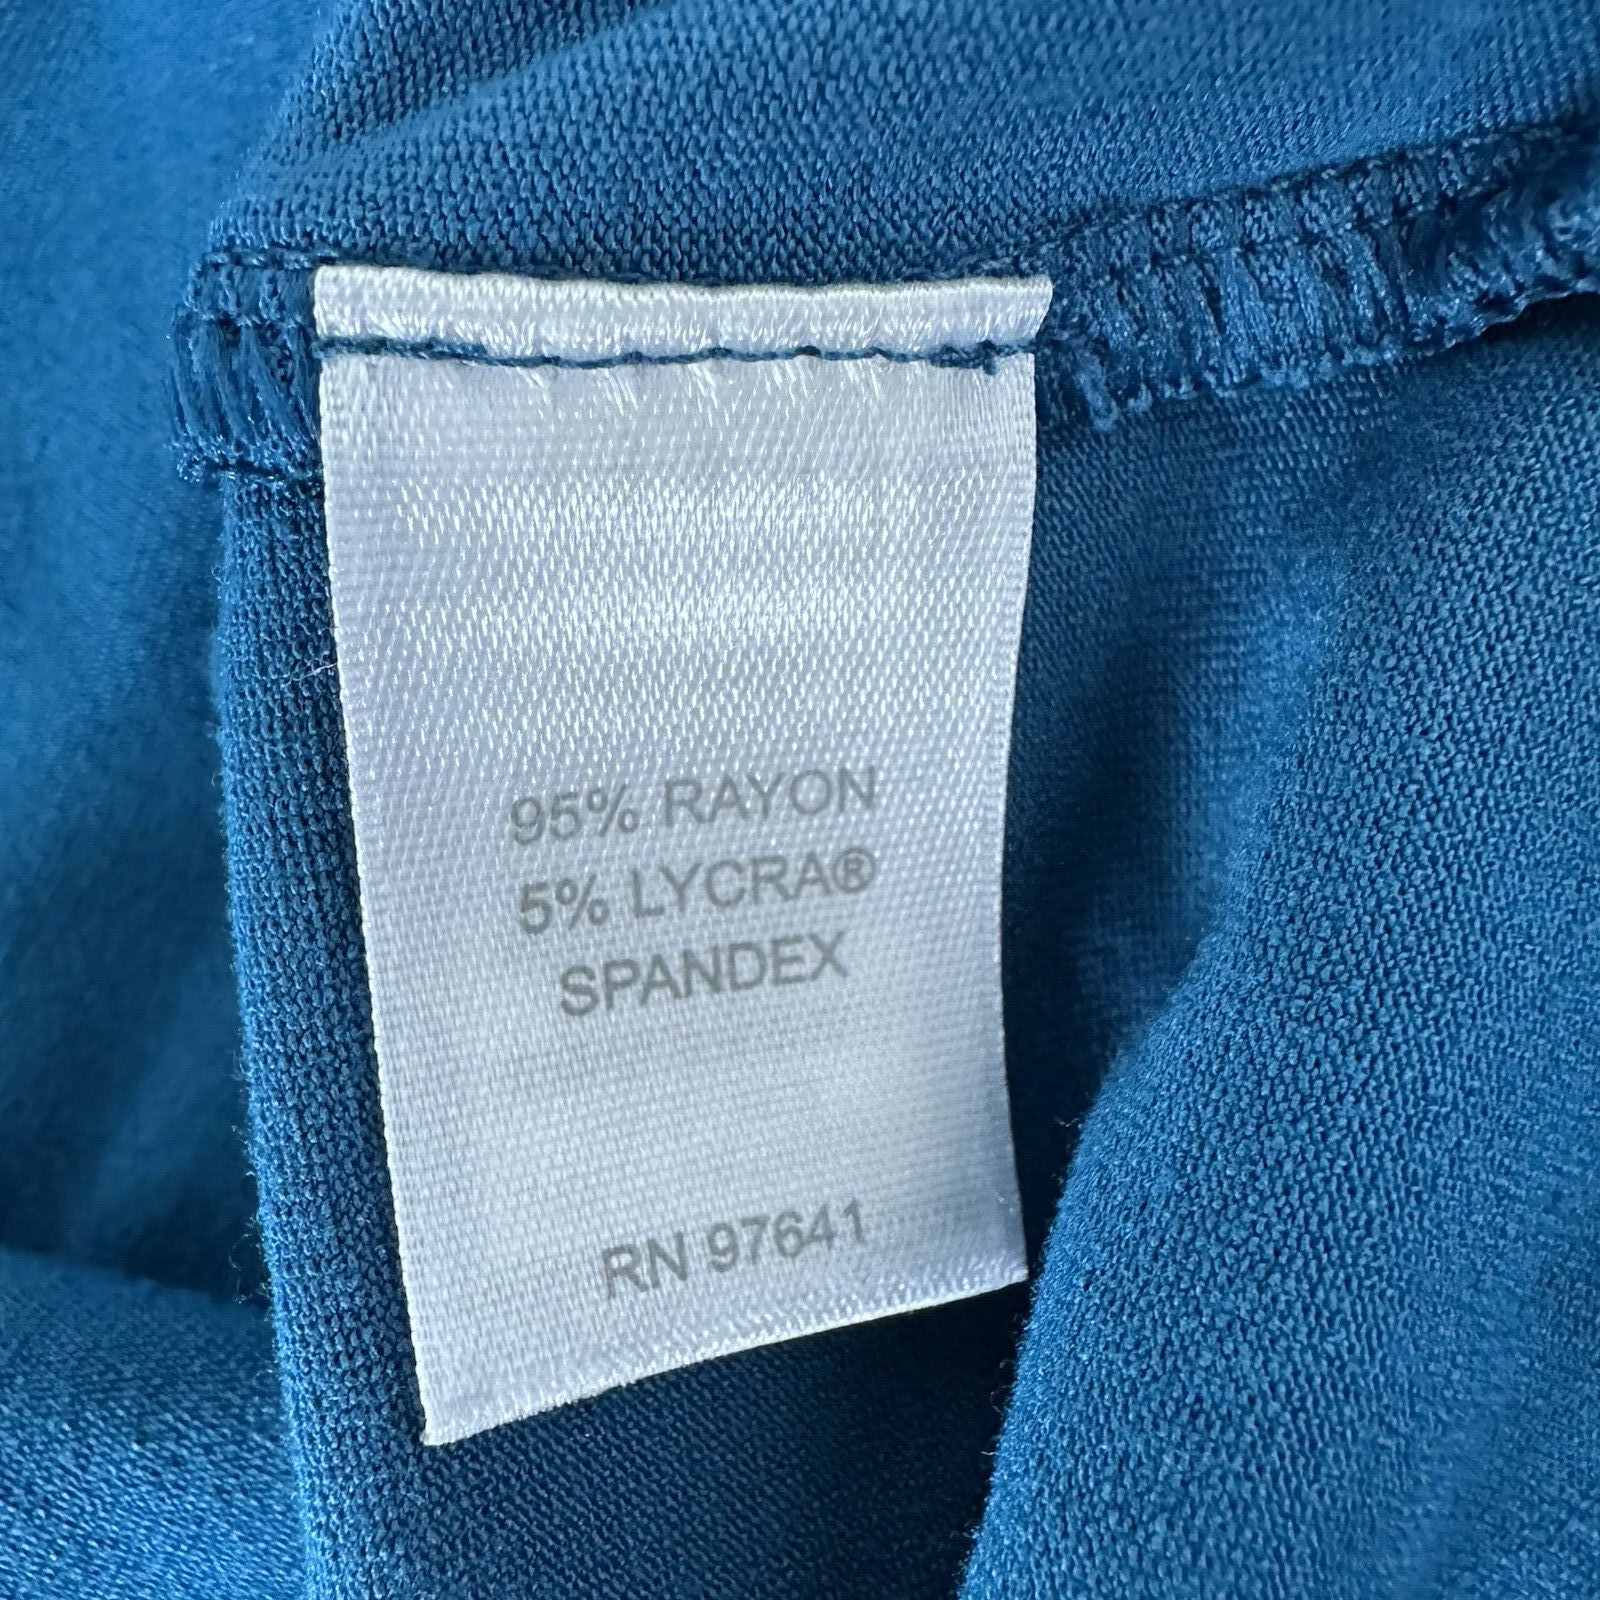 95% RAYON
5% LYCRA®
SPANDEX
RN 97641